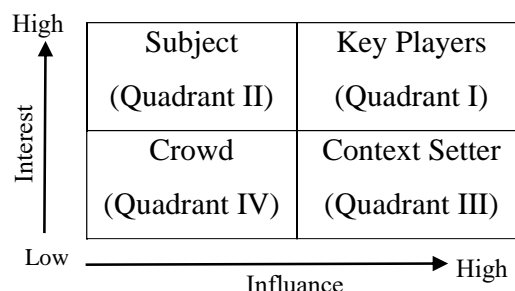 High
Subject
Key Players
(Quadrant II)
(Quadrant I)
Interest
Crowd
Context Setter
(Quadrant IV)
(Quadrant III)
Low
High
Influance